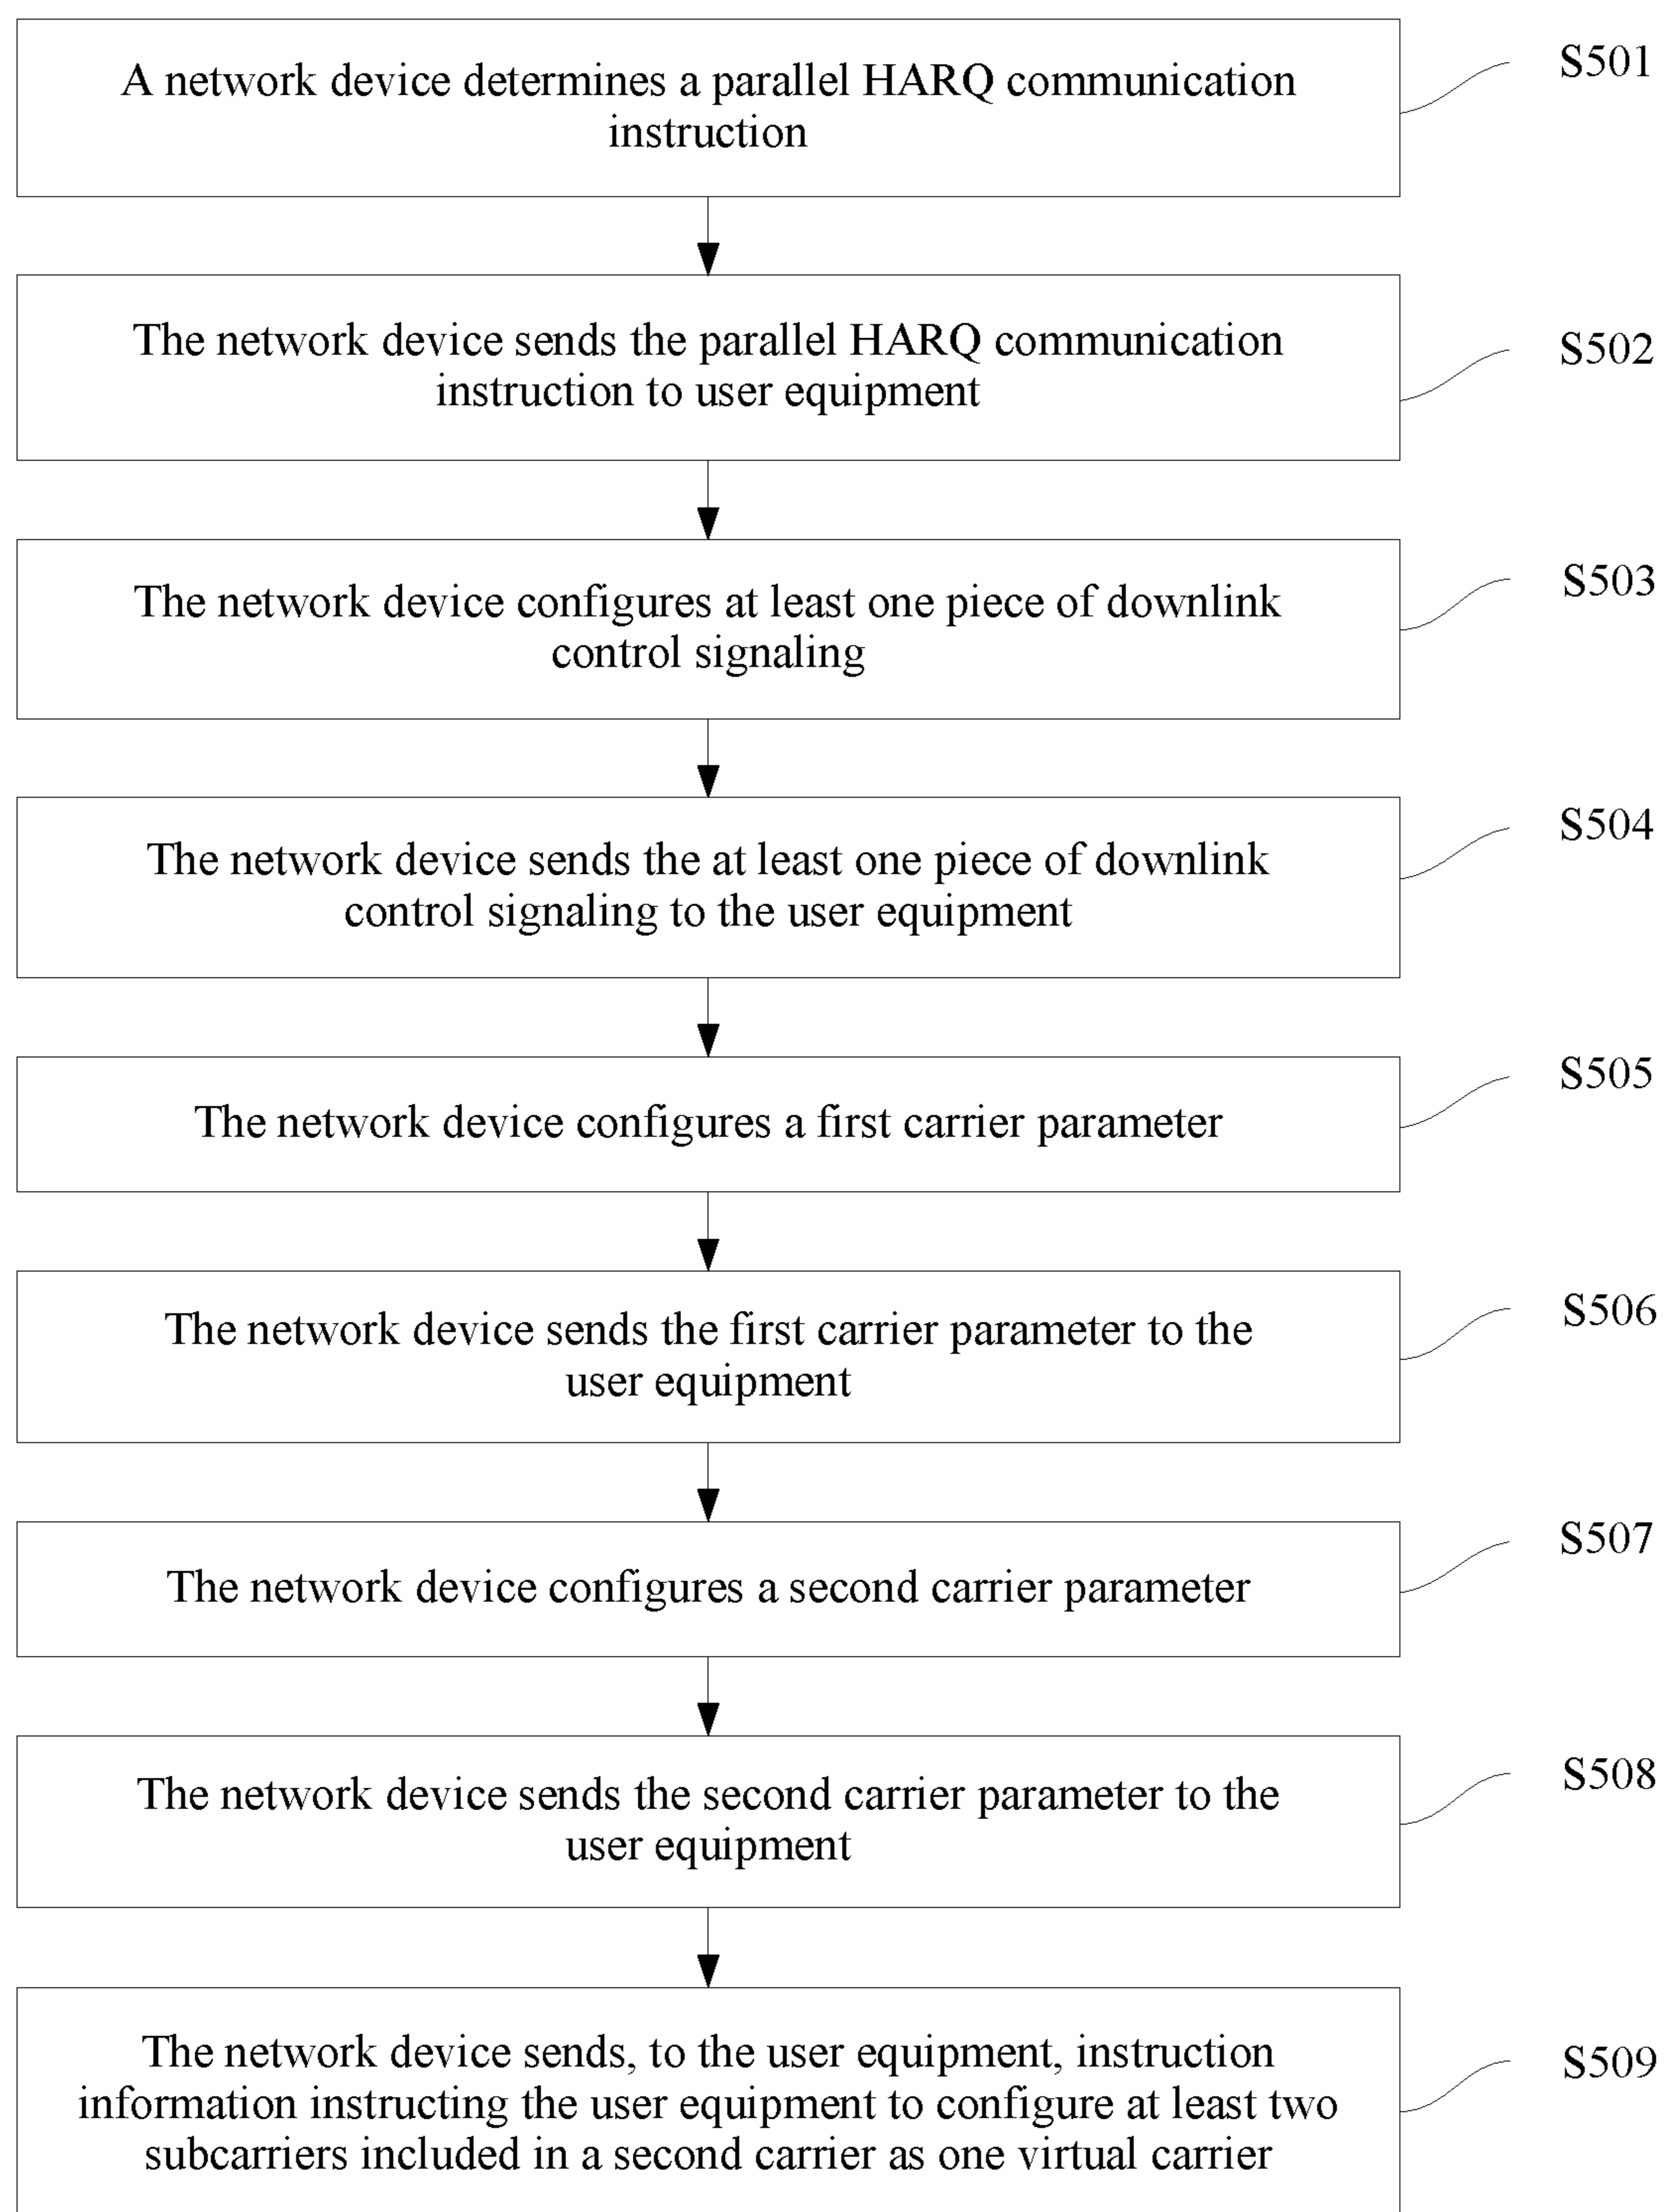 A network device determines a parallel HARQ communication
instruction
S501
The network device sends the parallel HARQ communication
instruction to user equipment
S502
The network device configures at least one piece of downlink
control signaling
S503
The network device sends the at least one piece of downlink
control signaling to the user equipment
S504
The network device configures a first carrier parameter
S505
The network device sends the first carrier parameter to the
user equipment
S506
The network device configures a second carrier parameter
S507
The network device sends the second carrier parameter to the
user equipment
S508
The network device sends, to the user equipment, instruction
information instructing the user equipment to configure at least two
subcarriers included in a second carrier as one virtual carrier
S509